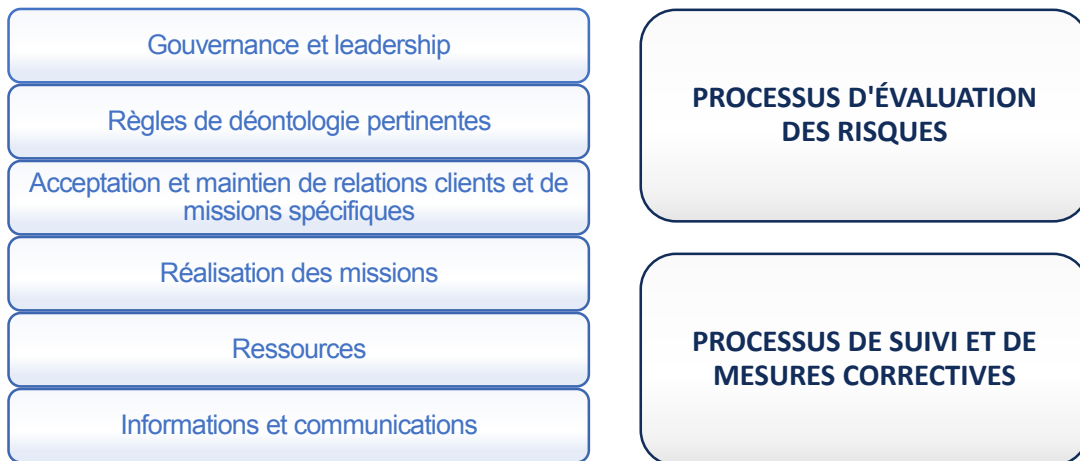 Gouvernance et leadership
Règles de déontologie pertinentes
Acceptation et maintien de relations clients et de
missions spécifiques
Réalisation des missions
Ressources
Informations et communications
PROCESSUS D'ÉVALUATION
DES RISQUES
PROCESSUS DE SUIVI ET DE
MESURES CORRECTIVES